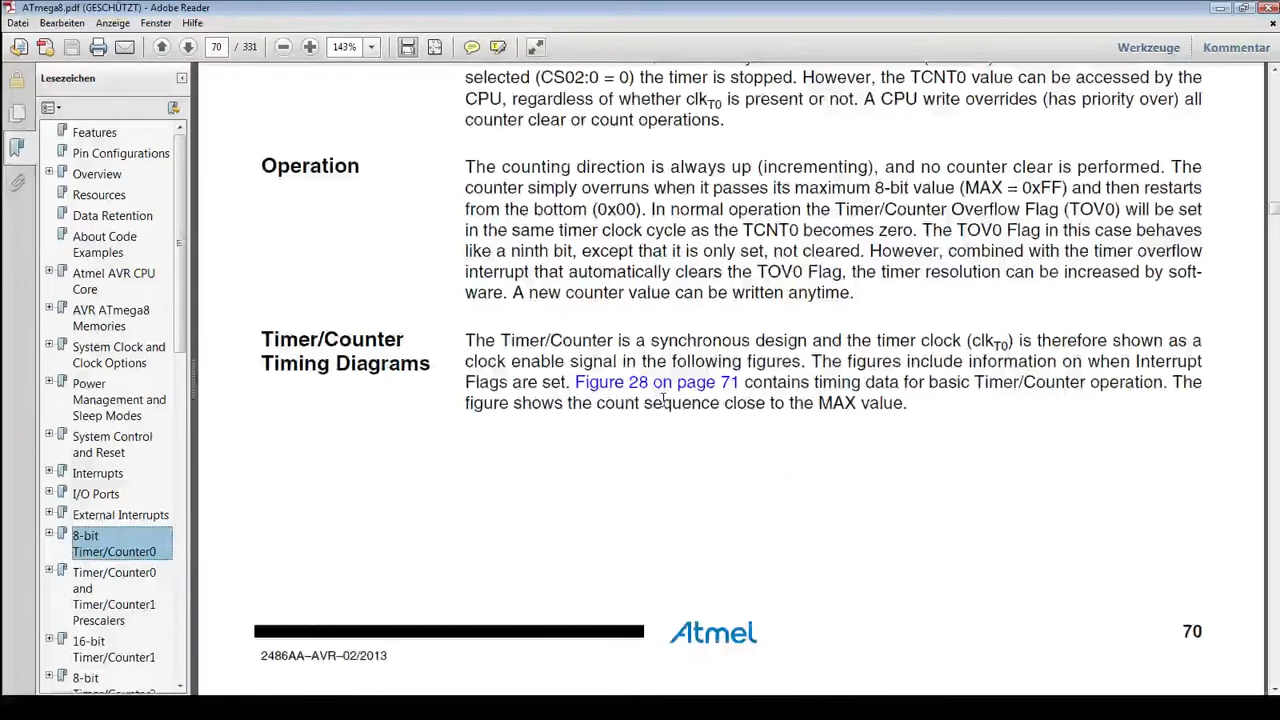 ATmega8.pdf (GESCHÜTZT) - Adobe Reader
Datei Bearbeiten Anzeige Fenster Hilfe
70 / 331 143% Werkzeuge Kommentar
Lesezeichen
Features
Pin Configurations
Overview
Resources
Data Retention
About Code
Examples
Atmel AVR CPU
Core
AVR ATmega8
Memories
System Clock and
Clock Options
Power
Management and
Sleep Modes
System Control
and Reset
Interrupts
I/O Ports
External Interrupts
8-bit
Timer/Counter0
Timer/Counter0
and
Timer/Counter1
Prescalers
16-bit
Timer/Counter1
8-bit
selected (CS02:0 = 0) the timer is stopped. However, the TCNT0 value can be accessed by the
CPU, regardless of whether clkT0 is present or not. A CPU write overrides (has priority over) all
counter clear or count operations.
Operation
The counting direction is always up (incrementing), and no counter clear is performed. The
counter simply overruns when it passes its maximum 8-bit value (MAX = 0xFF) and then restarts
from the bottom (0x00). In normal operation the Timer/Counter Overflow Flag (TOV0) will be set
in the same timer clock cycle as the TCNT0 becomes zero. The TOV0 Flag in this case behaves
like a ninth bit, except that it is only set, not cleared. However, combined with the timer overflow
interrupt that automatically clears the TOV0 Flag, the timer resolution can be increased by soft-
ware. A new counter value can be written anytime.
Timer/Counter
Timing Diagrams
The Timer/Counter is a synchronous design and the timer clock (clkT0) is therefore shown as a
clock enable signal in the following figures. The figures include information on when Interrupt
Flags are set. Figure 28 on page 71 contains timing data for basic Timer/Counter operation. The
figure shows the count sequence close to the MAX value.
Atmel
70
2486AA–AVR–02/2013